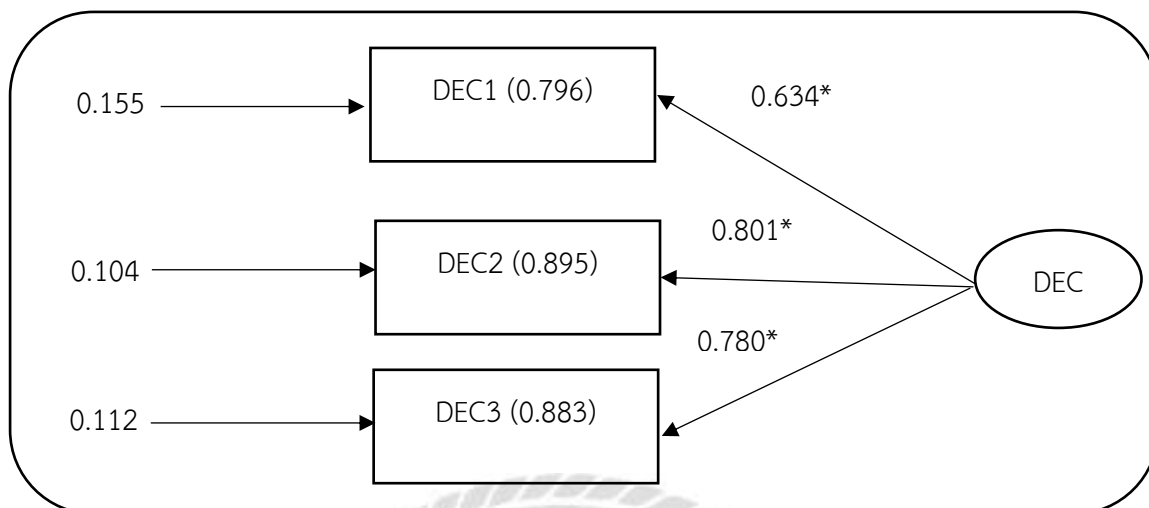 0.155 DEC1 (0.796) 0.634*
0.801*
0.104 DEC2 (0.895) DEC
0.780*
0.112 DEC3 (0.883)